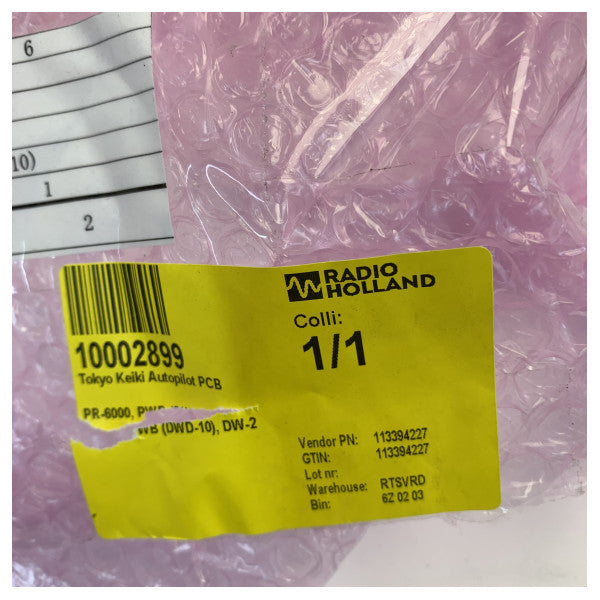 6
10)
1
2
RADIO
HOLLAND
Colli:
1/1
10002899
Tokyo Keiki Autopilot PCB
PR-6000,
WB (DWD-10), DW-2
Vendor PN: 113394227
GTIN: 113394227
Lot nr:
Warehouse: RTSVRD
Bin: 6Z 02 03